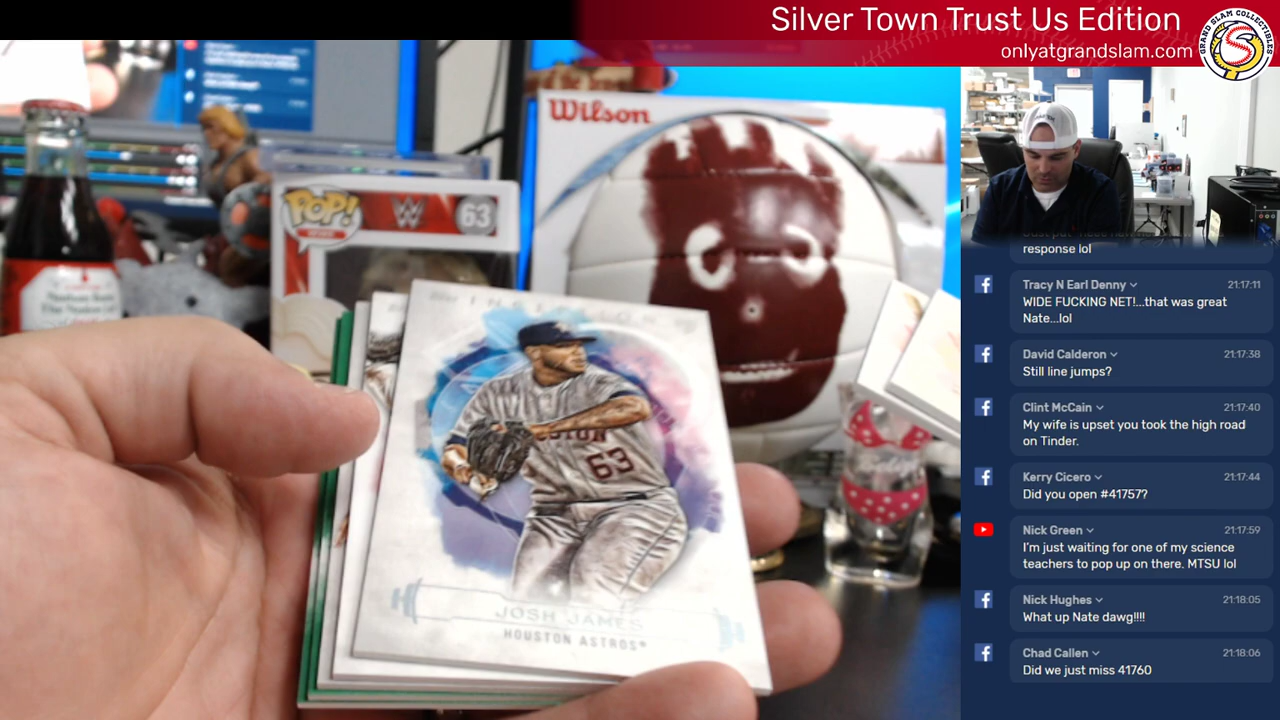 Silver Town Trust Us Edition
onlyatgrandslam.com
GRAND SLAM COLLECTIBLES
Wilson
POP!
W
63
response lol
Tracy N Earl Denny
21:17:11
WIDE FUCKING NET!...that was great
Nate...lol
David Calderon
21:17:38
Still line jumps?
Clint McCain
21:17:40
My wife is upset you took the high road
on Tinder.
Kerry Cicero
21:17:44
Did you open #41757?
Nick Green
21:17:59
I'm just waiting for one of my science
teachers to pop up on there. MTSU lol
Nick Hughes
21:18:05
What up Nate dawg!!!!
Chad Callen
21:18:06
Did we just miss 41760
63
JOSH JAMES
HOUSTON ASTROS®